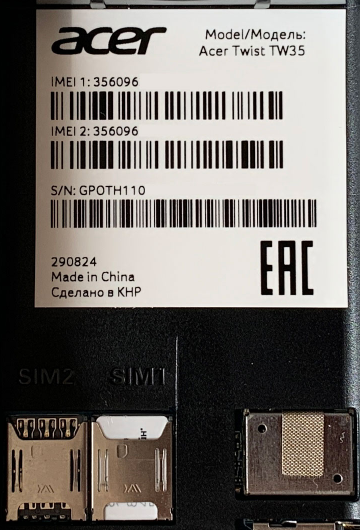 acer
Model/Модель:
Acer Twist TW35
IMEI 1: 356096
IMEI 2: 356096
S/N: GPOTH110
290824
Made in China
Сделано в КНР
EAC
SIM2 SIM1